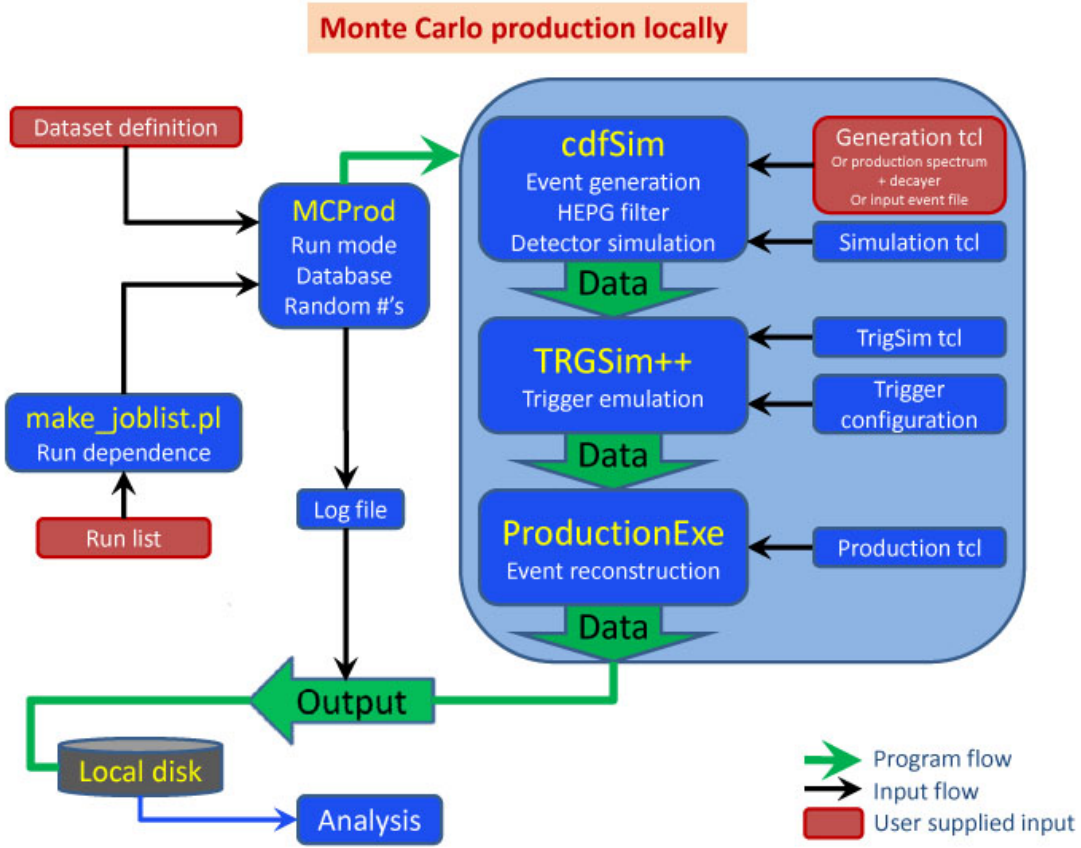 Monte Carlo production locally
Dataset definition
MCProd
Run mode
Database
Random #'s
make_joblist.pl
Run dependence
Run list
Log file
cdfSim
Event generation
HEPG filter
Detector simulation
Generation tcl
Or production spectrum
+ decayer
Or input event file
Simulation tcl
Data
TRGSim++
Trigger emulation
TrigSim tcl
Trigger
configuration
Data
ProductionExe
Event reconstruction
Production tcl
Data
Output
Local disk
Analysis
Program flow
Input flow
User supplied input